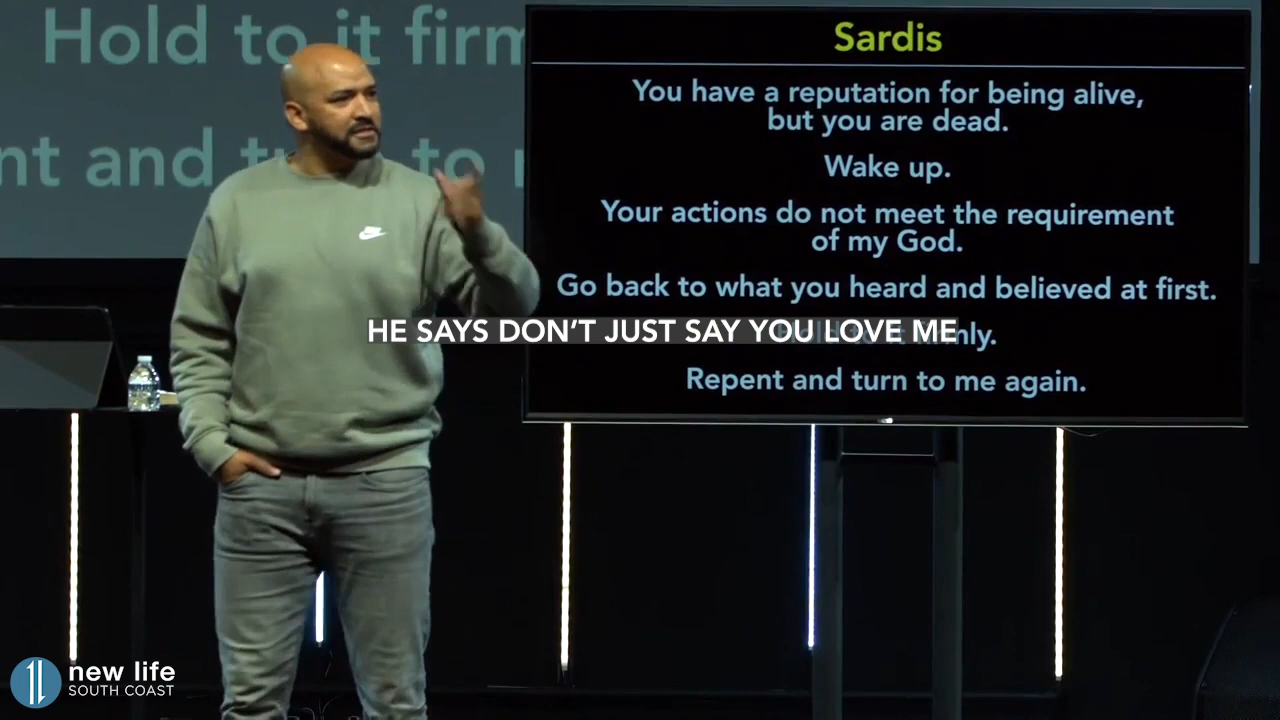 Hold to it firm
nt and to
Sardis
You have a reputation for being alive,
but you are dead.
Wake up.
Your actions do not meet the requirement
of my God.
Go back to what you heard and believed at first.
HE SAYS DON'T JUST SAY YOU LOVE ME
Repent and turn to me again.
new life
SOUTH COAST